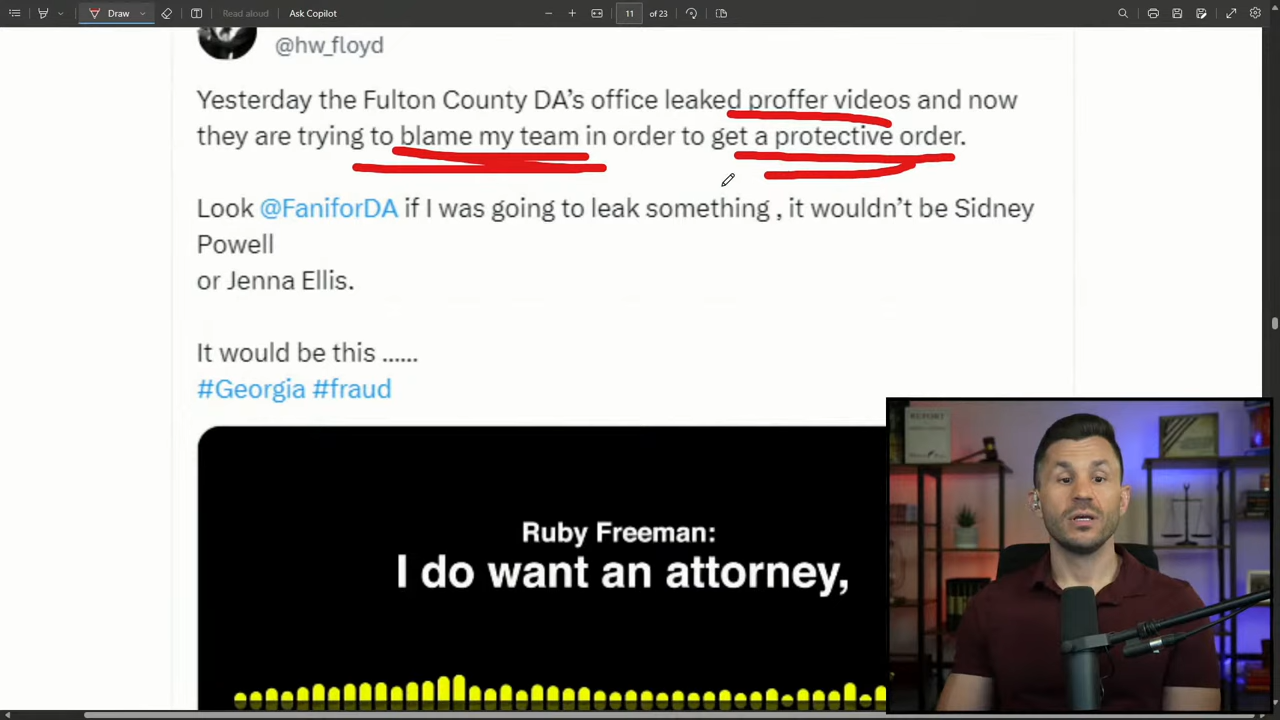 Draw
Read aloud
Ask Copilot
11
of 23
@hw_floyd
Yesterday the Fulton County DA’s office leaked proffer videos and now
they are trying to blame my team in order to get a protective order.
Look @FaniforDA if I was going to leak something , it wouldn’t be Sidney
Powell
or Jenna Ellis.
It would be this ......
#Georgia #fraud
Ruby Freeman:
I do want an attorney,
REPORT